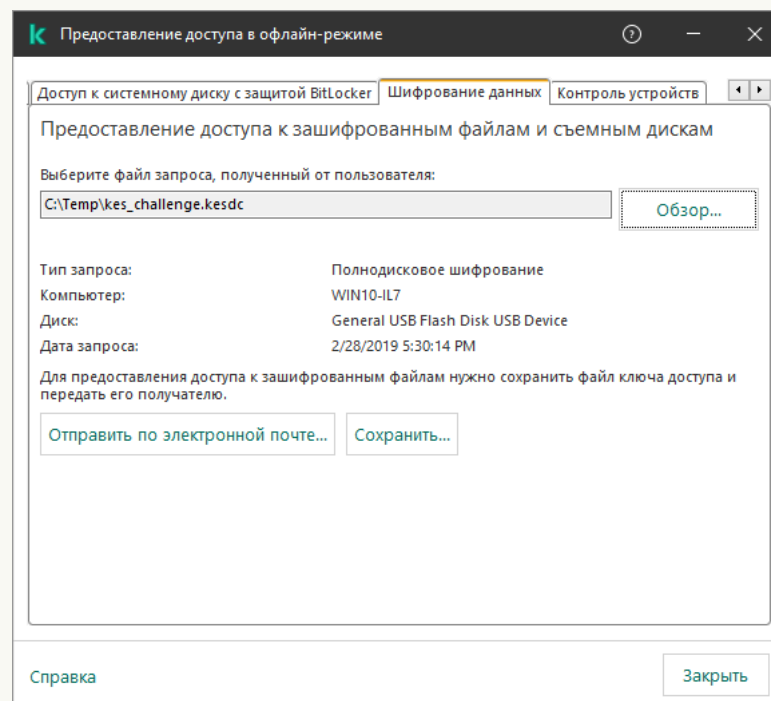 Предоставление доступа в офлайн-режиме
Доступ к системному диску с защитой BitLocker
Шифрование данных
Контроль устройств
Предоставление доступа к зашифрованным файлам и съемным дискам
Выберите файл запроса, полученный от пользователя:
C:\Temp\kes_challenge.kesdc
Обзор...
Тип запроса: Полнодисковое шифрование
Компьютер: WIN10-IL7
Диск: General USB Flash Disk USB Device
Дата запроса: 2/28/2019 5:30:14 PM
Для предоставления доступа к зашифрованным файлам нужно сохранить файл ключа доступа и
передать его получателю.
Отправить по электронной почте...
Сохранить...
Справка
Закрыть